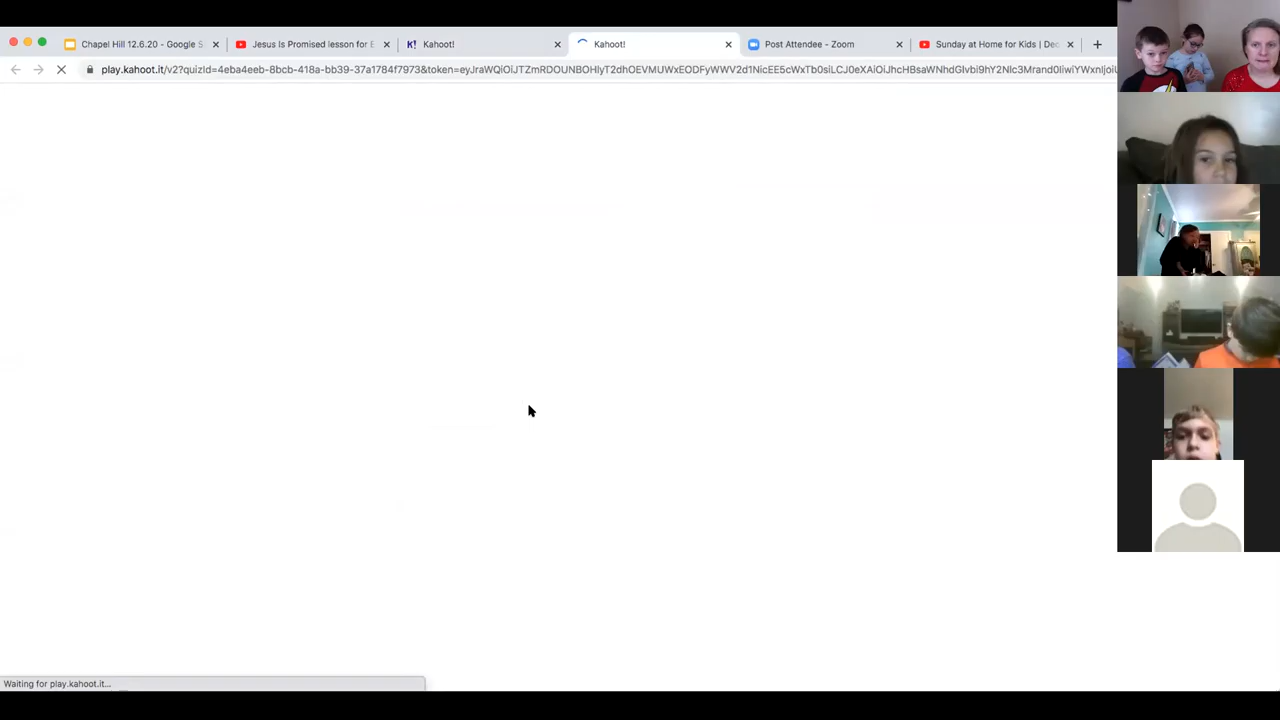 Chapel Hill 12.6.20 - Google S
Jesus Is Promised lesson for E
K! Kahoot!
Kahoot!
Post Attendee - Zoom
Sunday at Home for Kids | Dec
play.kahoot.it/v2?quizId=4eba4eeb-8bcb-418a-bb39-37a1784f7973&token=
Waiting for play.kahoot.it...